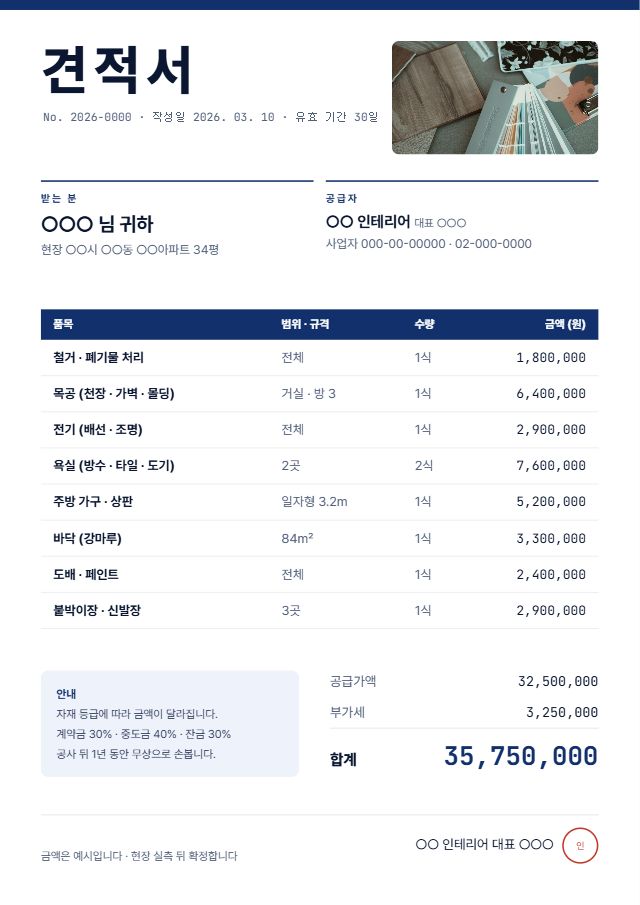 견적서
No. 2026-0000 · 작성일 2026. 03. 10 · 유효 기간 30일
받는 분
○○○ 님 귀하
현장 ○○시 ○○동 ○○아파트 34평
공급자
○○ 인테리어 대표 ○○○
사업자 000-00-00000 · 02-000-0000
품목 범위 · 규격 수량 금액 (원)
철거 · 폐기물 처리 전체 1식 1,800,000
목공 (천장 · 가벽 · 몰딩) 거실 · 방 3 1식 6,400,000
전기 (배선 · 조명) 전체 1식 2,900,000
욕실 (방수 · 타일 · 도기) 2곳 2식 7,600,000
주방 가구 · 상판 일자형 3.2m 1식 5,200,000
바닥 (강마루) 84m² 1식 3,300,000
도배 · 페인트 전체 1식 2,400,000
붙박이장 · 신발장 3곳 1식 2,900,000
안내
자재 등급에 따라 금액이 달라집니다.
계약금 30% · 중도금 40% · 잔금 30%
공사 뒤 1년 동안 무상으로 손봅니다.
공급가액 32,500,000
부가세 3,250,000
합계 35,750,000
금액은 예시입니다 · 현장 실측 뒤 확정합니다
○○ 인테리어 대표 ○○○ 인